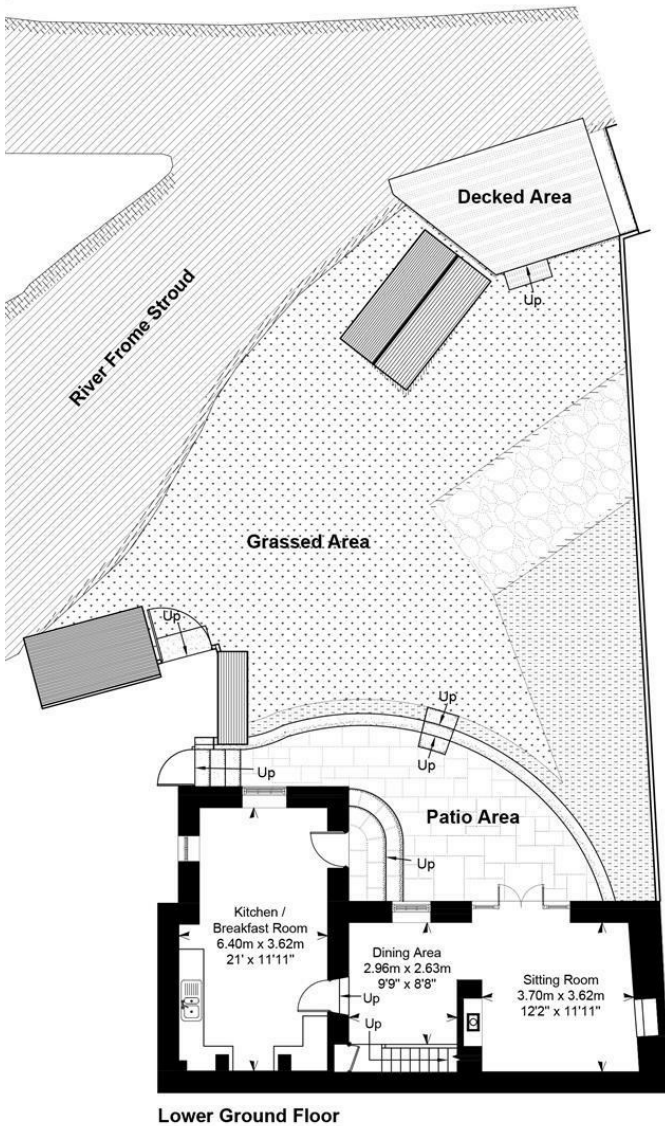 Decked Area
Up
River Frome Stroud
Grassed Area
Up
Up
Up
Up
Patio Area
Up
Kitchen /
Breakfast Room
6.40m x 3.62m
21' x 11'11"
Dining Area
2.96m x 2.63m
9'9" x 8'8"
Up
Up
Sitting Room
3.70m x 3.62m
12'2" x 11'11"
Lower Ground Floor